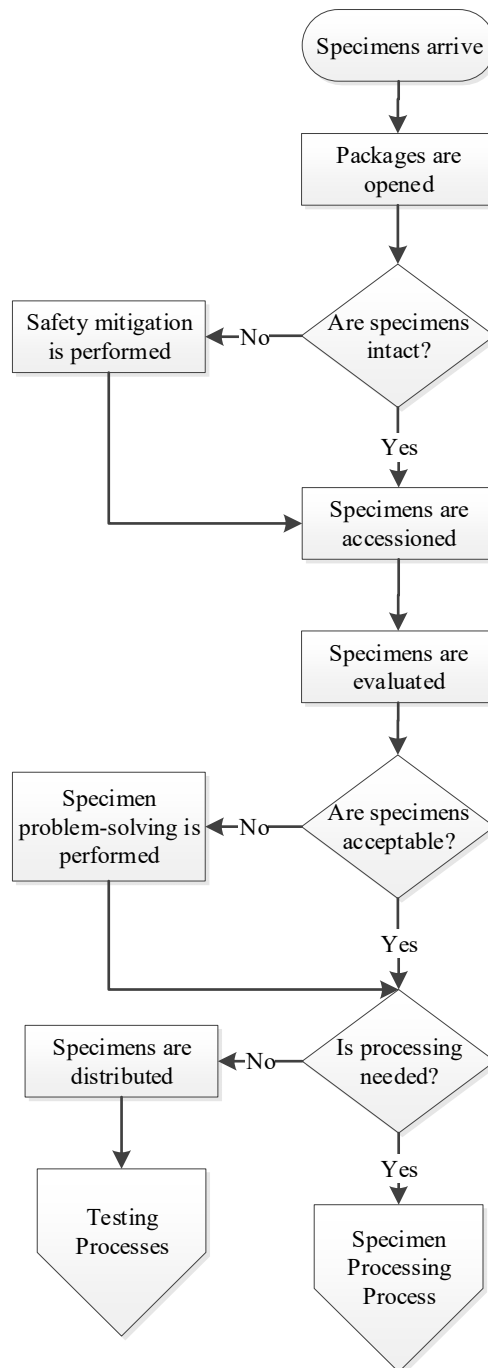 Specimens arrive
Packages are
opened
Are specimens
intact?
No
Safety mitigation
is performed
Yes
Specimens are
accessioned
Specimens are
evaluated
Are specimens
acceptable?
No
Specimen
problem-solving is
performed
Yes
Is processing
needed?
No
Specimens are
distributed
Testing
Processes
Yes
Specimen
Processing
Process